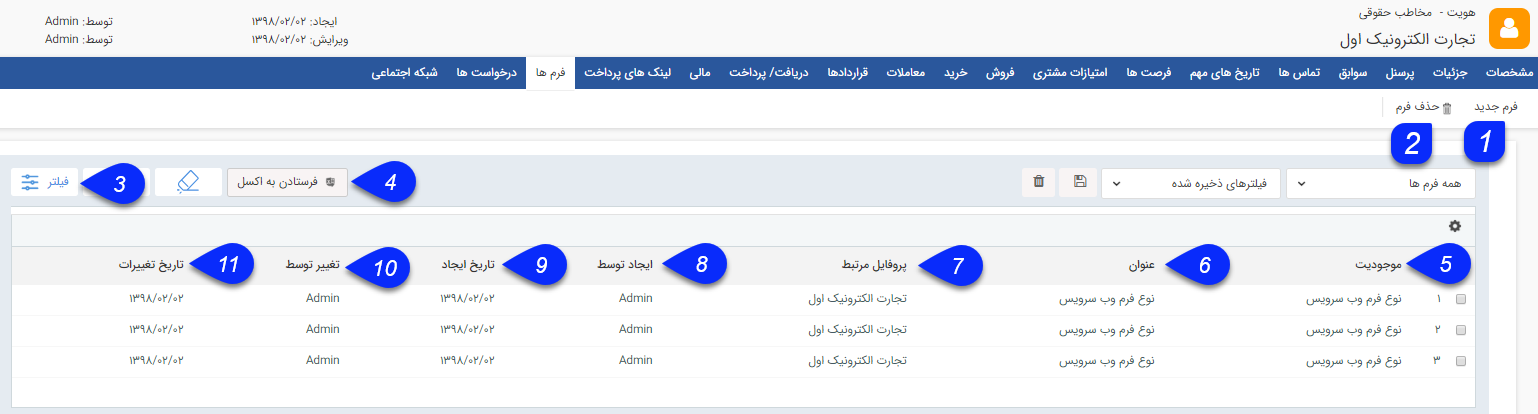 هویت - مخاطب حقوقی
تجارت الکترونیک اول
ایجاد: ۱۳۹۸/۰۲/۰۲ توسط: Admin
ویرایش: ۱۳۹۸/۰۲/۰۲ توسط: Admin
مشخصات جزئیات پرسنل سوابق تماس ها تاریخ های مهم فرصت ها امتیازات مشتری فروش خرید معاملات قراردادها دریافت/ پرداخت مالی لینک های پرداخت فرم ها درخواست ها شبکه اجتماعی
فرم جدید حذف فرم
1 2
همه فرم ها فیلترهای ذخیره شده فرستادن به اکسل 4 3 فیلتر
موجودیت 5 عنوان 6 پروفایل مرتبط 7 ایجاد توسط 8 تاریخ ایجاد 9 تغییر توسط 10 تاریخ تغییرات 11
۱ نوع فرم وب سرویس نوع فرم وب سرویس تجارت الکترونیک اول Admin ۱۳۹۸/۰۲/۰۲ Admin ۱۳۹۸/۰۲/۰۲
۲ نوع فرم وب سرویس نوع فرم وب سرویس تجارت الکترونیک اول Admin ۱۳۹۸/۰۲/۰۲ Admin ۱۳۹۸/۰۲/۰۲
۳ نوع فرم وب سرویس نوع فرم وب سرویس تجارت الکترونیک اول Admin ۱۳۹۸/۰۲/۰۲ Admin ۱۳۹۸/۰۲/۰۲